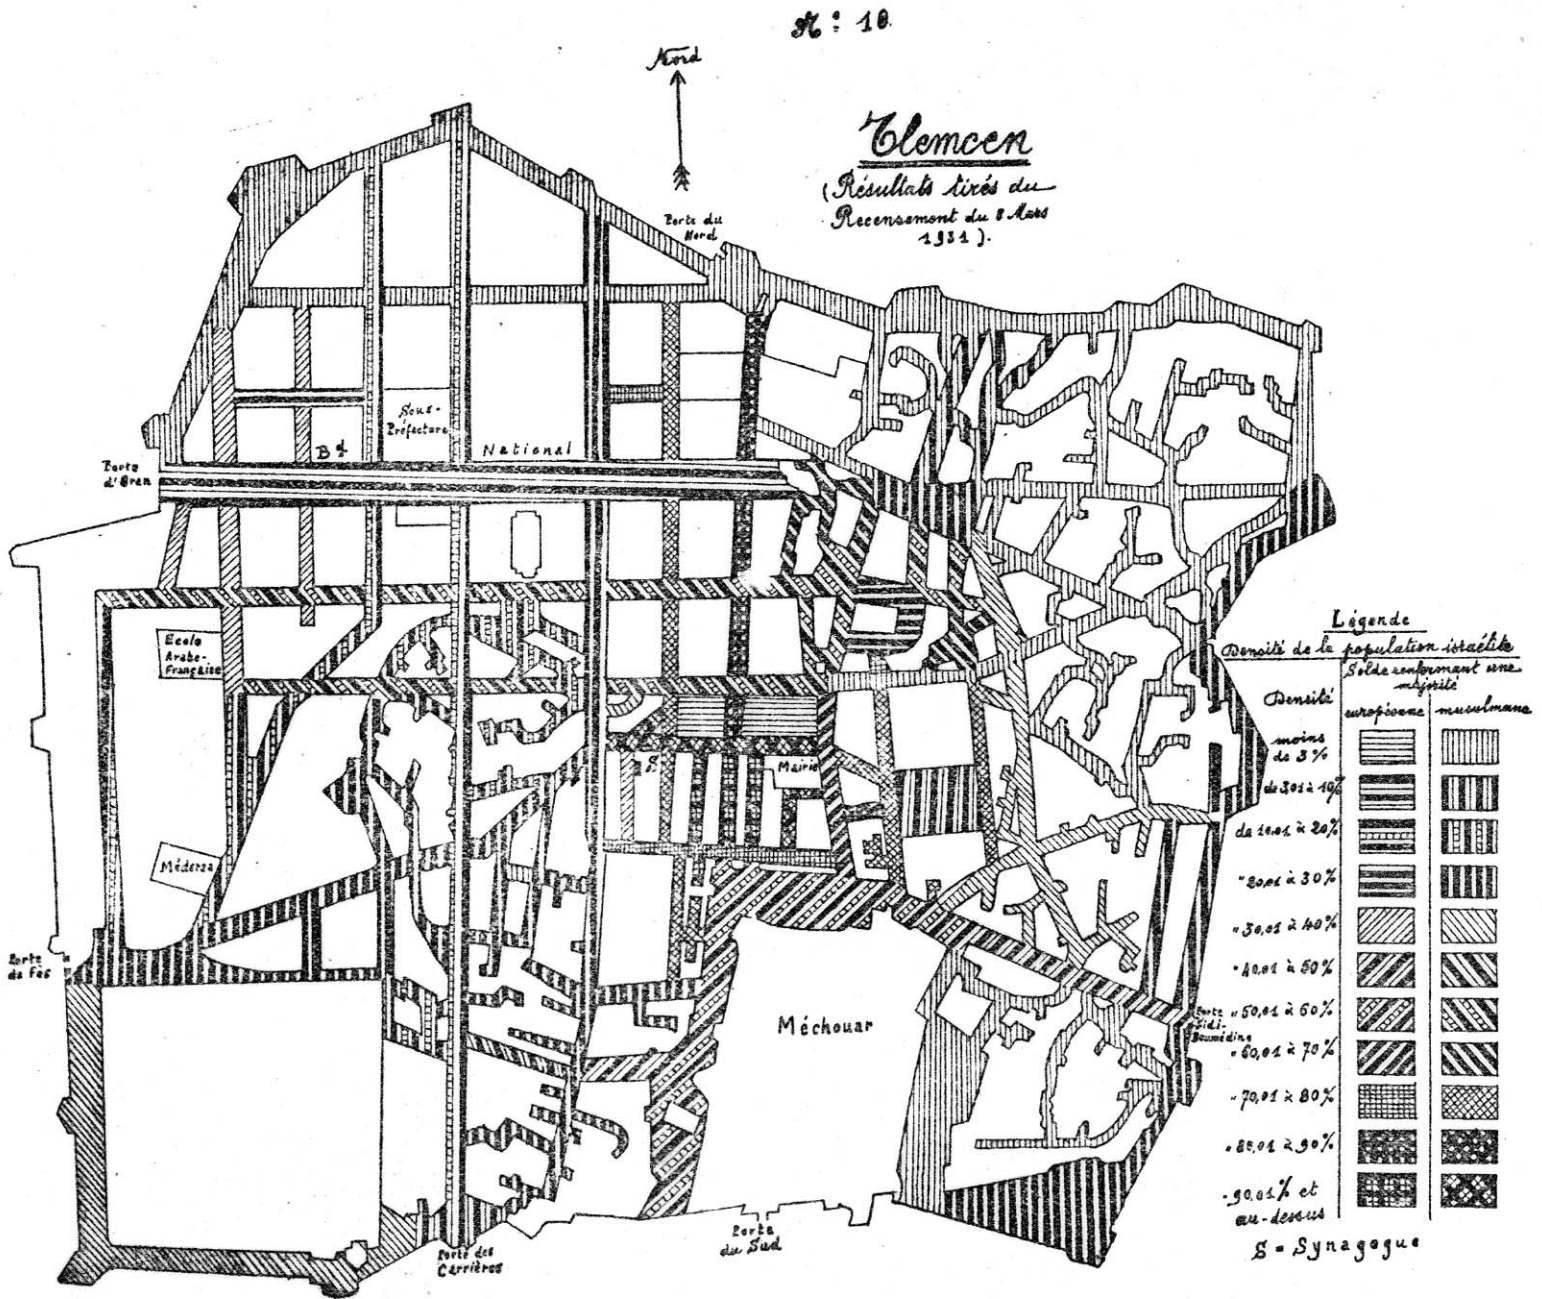 N: 10.
Nord
Tlemcen
(Résultats tirés du
Recensement du 8 Mars
1931).
Porte du
Nord
Sous-
Préfecture
Bd National
Porte
d'Oran
Ecole
Arabe-
Française
S
Mairie
Méderza
Porte
de Fès
Méchouar
Porte
Sidi-
Boumédine
Porte
du Sud
Porte des
Carrières
Légende
Densité de la population israélite
Solde renfermant une
majorité
Densité
européenne
musulmane
moins
de 3%
de 3,01 à 10%
de 10,01 à 20%
" 20,01 à 30%
" 30,01 à 40%
" 40,01 à 50%
" 50,01 à 60%
" 60,01 à 70%
" 70,01 à 80%
" 80,01 à 90%
" 90,01% et
au-dessus
S = Synagogue